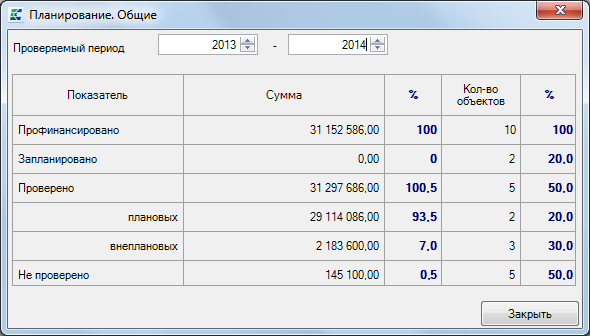 Планирование. Общие
Проверяемый период 2013 - 2014
Показатель Сумма % Кол-во объектов %
Профинансировано 31 152 586,00 100 10 100
Запланировано 0,00 0 2 20,0
Проверено 31 297 686,00 100,5 5 50,0
плановых 29 114 086,00 93,5 2 20,0
внеплановых 2 183 600,00 7,0 3 30,0
Не проверено 145 100,00 0,5 5 50,0
Закрыть